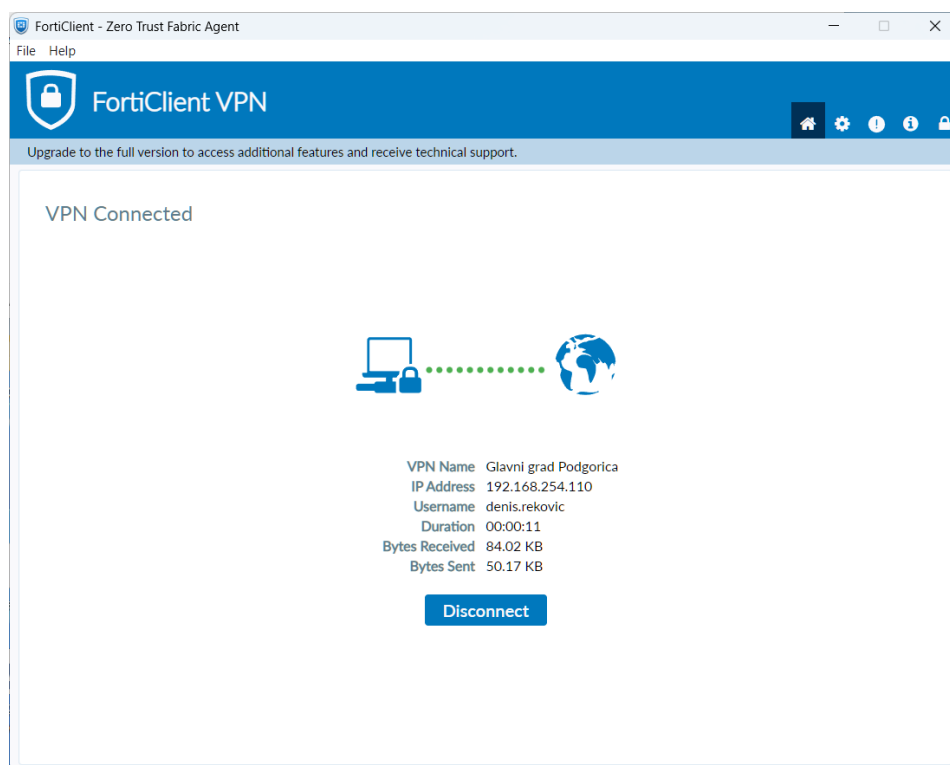 FortiClient - Zero Trust Fabric Agent
File Help
FortiClient VPN
Upgrade to the full version to access additional features and receive technical support.
VPN Connected
VPN Name Glavni grad Podgorica
IP Address 192.168.254.110
Username denis.rekovic
Duration 00:00:11
Bytes Received 84.02 KB
Bytes Sent 50.17 KB
Disconnect